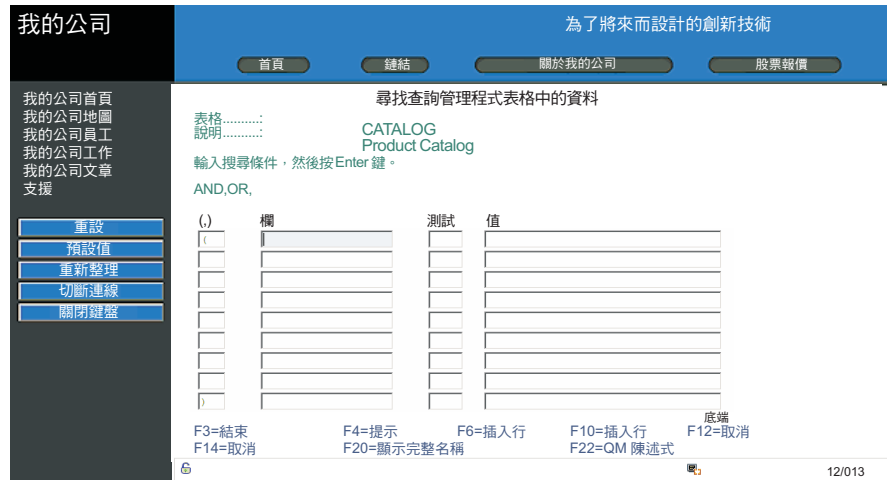 我的公司
為了將來而設計的創新技術
首頁 鏈結 關於我的公司 股票報價
我的公司首頁
我的公司地圖
我的公司員工
我的公司工作
我的公司文章
支援
重設
預設值
重新整理
切斷連線
關閉鍵盤
尋找查詢管理程式表格中的資料
表格..........:
說明..........:
CATALOG
Product Catalog
輸入搜尋條件，然後按Enter 鍵。
AND,OR,
(,) 欄 測試 值
(
)
底端
F3=結束 F4=提示 F6=插入行 F10=插入行 F12=取消
F14=取消 F20=顯示完整名稱 F22=QM 陳述式
12/013